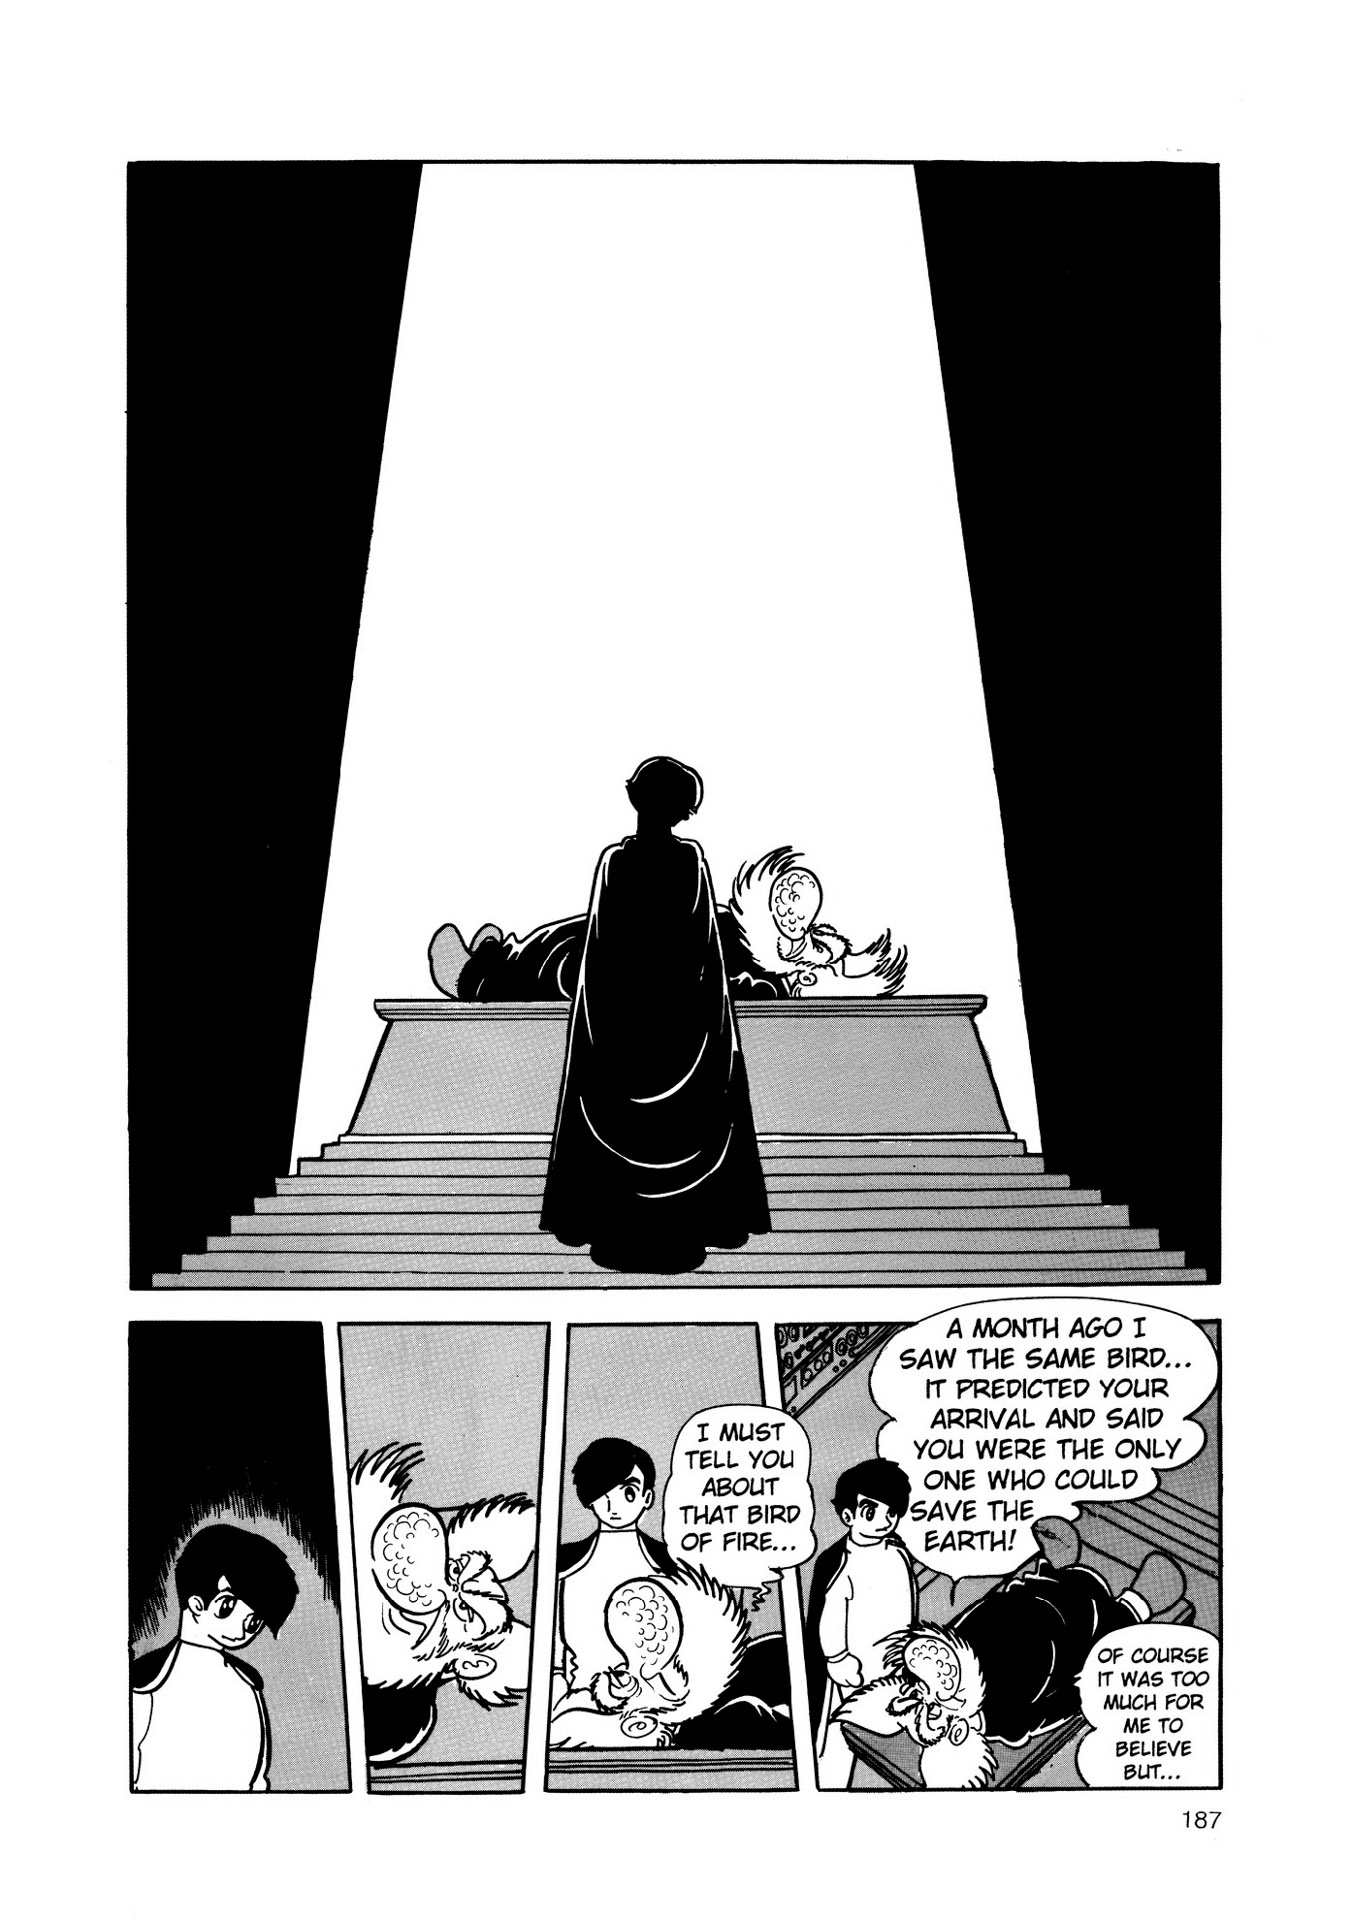 I MUST
TELL YOU
ABOUT
THAT BIRD
OF FIRE...
A MONTH AGO I
SAW THE SAME BIRD...
IT PREDICTED YOUR
ARRIVAL AND SAID
YOU WERE THE ONLY
ONE WHO COULD
SAVE THE
EARTH!
OF COURSE
IT WAS TOO
MUCH FOR
ME TO
BELIEVE
BUT...
187